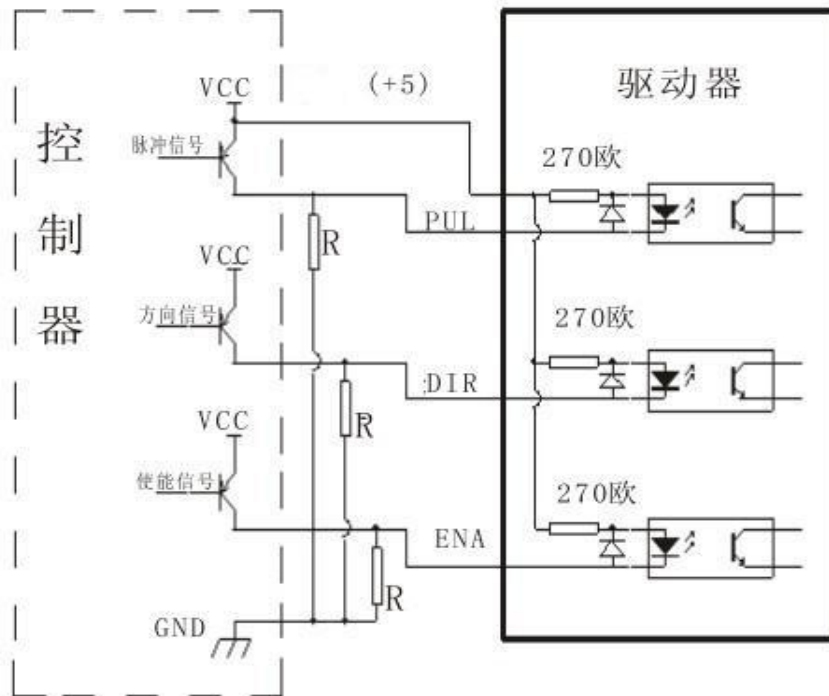 控制器
驱动器
VCC
(+5)
脉冲信号
270欧
PUL
R
VCC
方向信号
270欧
:DIR
R
VCC
使能信号
270欧
ENA
R
GND